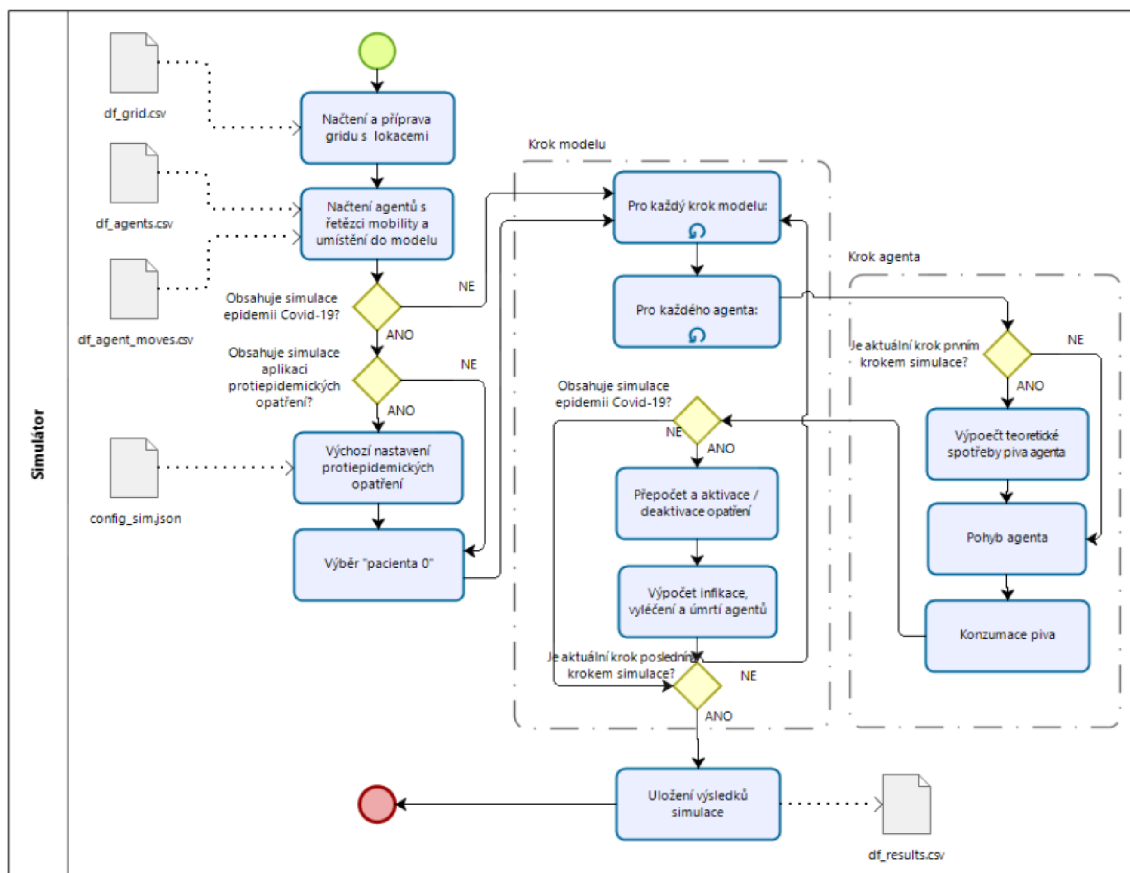 Simulátor
df_grid.csv
df_agents.csv
df_agent_moves.csv
config_sim.json
Načtení a příprava
gridu s lokacemi
Načtení agentů s
řetězci mobility a
umístění do modelu
Obsahuje simulace
epidemii Covid-19?
NE
ANO
Obsahuje simulace
aplikaci
protiepidemických
opatření?
NE
ANO
Výchozí nastavení
protiepidemických
opatření
Výběr "pacienta 0"
Krok modelu
Pro každý krok modelu:
Pro každého agenta:
Krok agenta
Je aktuální krok prvním
krokem simulace?
NE
ANO
Výpoečt teoretické
spotřeby piva agenta
Pohyb agenta
Konzumace piva
Obsahuje simulace
epidemii Covid-19?
NE
ANO
Přepočet a aktivace /
deaktivace opatření
Výpočet infikace,
vyléčení a úmrtí agentů
Je aktuální krok posledním
krokem simulace?
NE
ANO
Uložení výsledků
simulace
df_results.csv